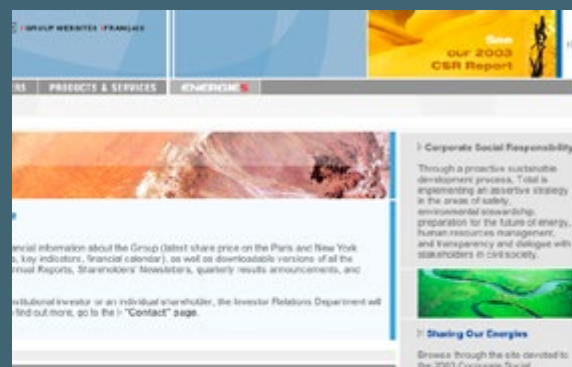 GROUP WEBSITES FRANÇAIS
See
our 2003
CSR Report
ERS PRODUCTS & SERVICES ENERGIES
Corporate Social Responsibility
Through a proactive sustainable
development process, Total is
implementing an assertive strategy
in the areas of safety,
environmental stewardship,
preparation for the future of energy,
human resources management,
and transparency and dialogue with
stakeholders in civil society.
ancial information about the Group (latest share price on the Paris and New York
s, key indicators, financial calendar), as well as downloadable versions of all the
nnual Reports, Shareholders' Newsletters, quarterly results announcements, and
stitutional investor or an individual shareholder, the Investor Relations Department will
find out more, go to the "Contact" page.
Sharing Our Energies
Browse through the site devoted to
the 2003 Corporate Social